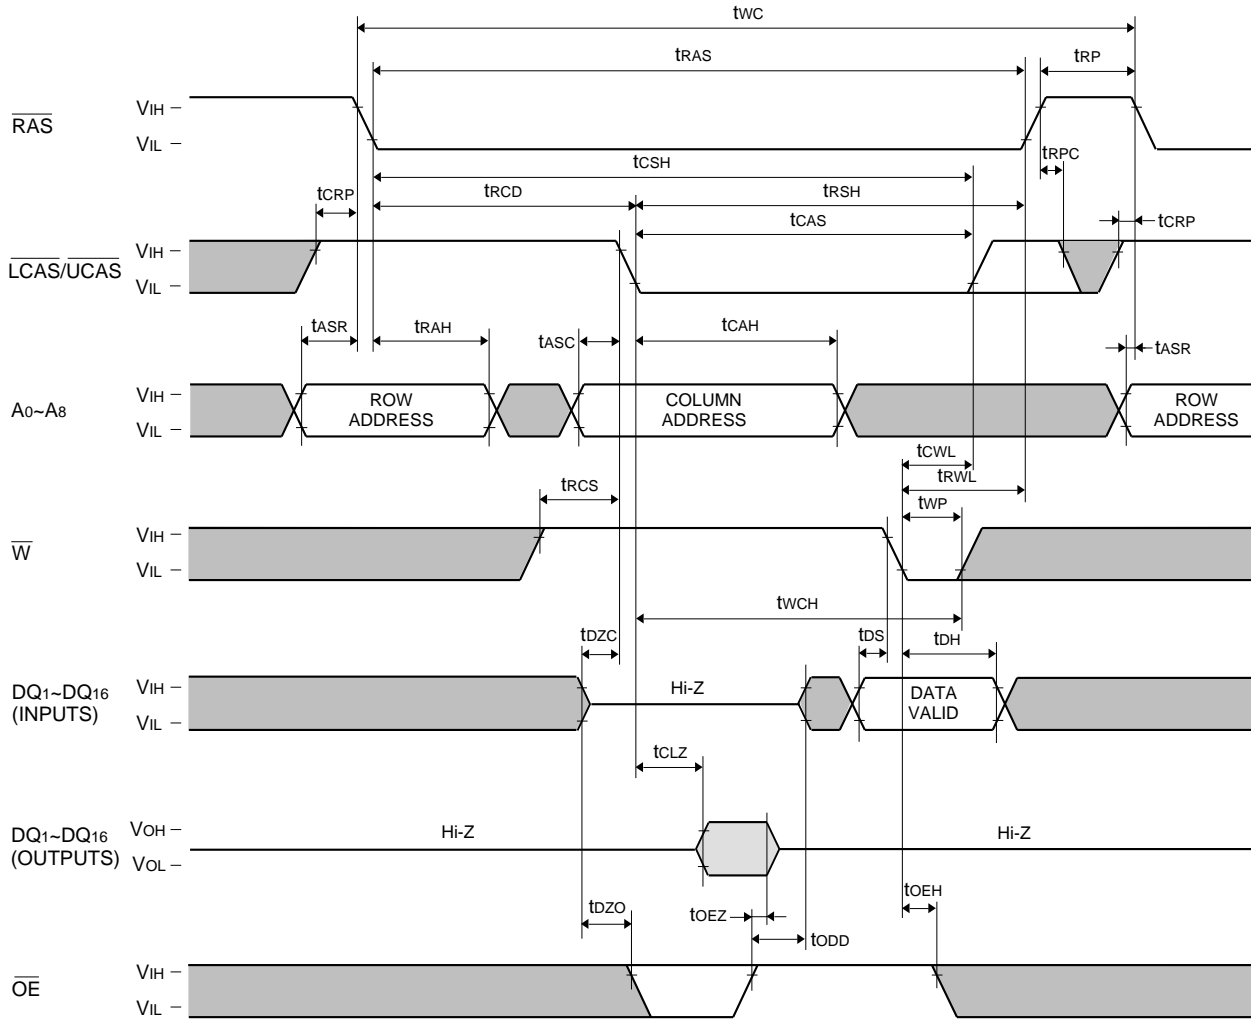 tWC
tRAS
tRP
RAS
VIH
VIL
tCSH
tRPC
tCRP
tRCD
tRSH
tCRP
tCAS
LCAS/UCAS
VIH
VIL
tASR
tRAH
tASC
tCAH
tASR
A0~A8
VIH
VIL
ROW
ADDRESS
COLUMN
ADDRESS
ROW
ADDRESS
tCWL
tRWL
tRCS
tWP
W
VIH
VIL
tWCH
tDZC
tDS
tDH
DQ1~DQ16
(INPUTS)
VIH
VIL
Hi-Z
DATA
VALID
tCLZ
DQ1~DQ16
(OUTPUTS)
VOH
VOL
Hi-Z
Hi-Z
tDZO
tOEZ
tODD
tOEH
OE
VIH
VIL